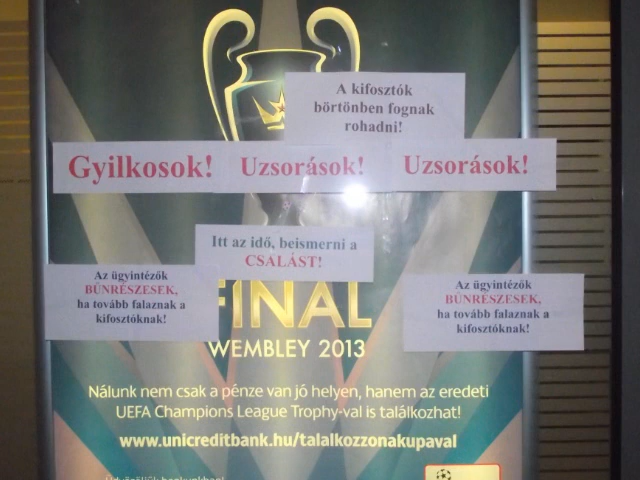 A kifosztók
börtönben fognak
rohadni!
Gyilkosok!
Uzsorások!
Uzsorások!
Itt az idő, beismerni a
CSALÁST!
Az ügyintézők
BŰNRÉSZESEK,
ha tovább falaznak a
kifosztóknak!
Az ügyintézők
BŰNRÉSZESEK,
ha tovább falaznak a
kifosztóknak!
FINAL
WEMBLEY 2013
Nálunk nem csak a pénze van jó helyen, hanem az eredeti
UEFA Champions League Trophy-val is találkozhat!
www.unicreditbank.hu/talalkozzonakupaval